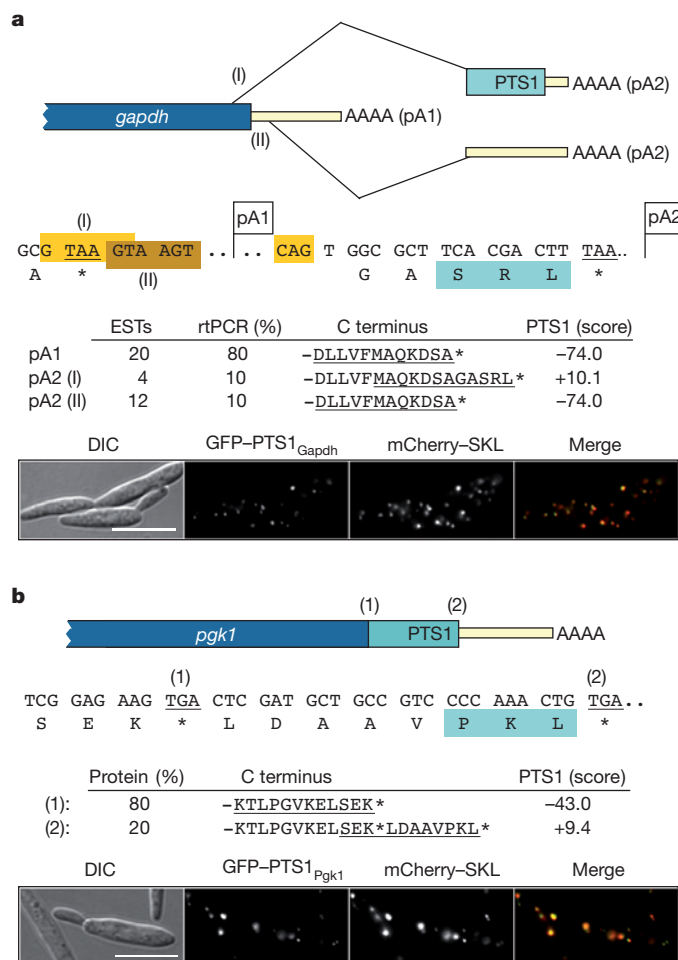 a
(I)
PTS1
AAAA (pA2)
gapdh
AAAA (pA1)
(II)
AAAA (pA2)
(I)
pA1
pA2
GCG TAA GTA AGT .. .. CAG T GGC GCT TCA CGA CTT TAA..
A * (II) G A S R L *
ESTs rtPCR (%) C terminus PTS1 (score)
pA1 20 80 –DLLVFMAQKDSA* –74.0
pA2 (I) 4 10 –DLLVFMAQKDSAGASRL* +10.1
pA2 (II) 12 10 –DLLVFMAQKDSA* –74.0
DIC GFP–PTS1Gapdh mCherry–SKL Merge
b
(1) (2)
pgk1 PTS1 AAAA
(1) (2)
TCG GAG AAG TGA CTC GAT GCT GCC GTC CCC AAA CTG TGA..
S E K * L D A A V P K L *
Protein (%) C terminus PTS1 (score)
(1): 80 –KTLPGVKELSEK* –43.0
(2): 20 –KTLPGVKELSEK*LDAAVPKL* +9.4
DIC GFP–PTS1Pgk1 mCherry–SKL Merge